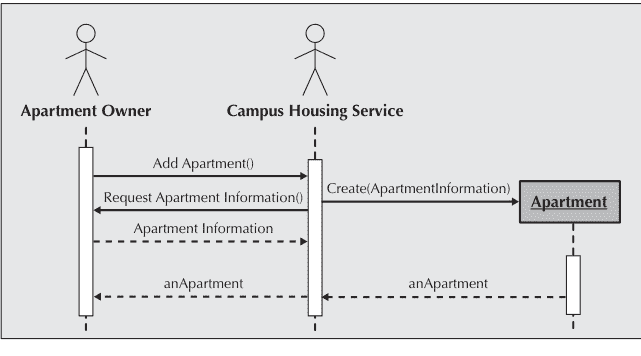 Apartment Owner
Campus Housing Service
Add Apartment()
Create(ApartmentInformation)
Request Apartment Information()
Apartment
Apartment Information
anApartment
anApartment